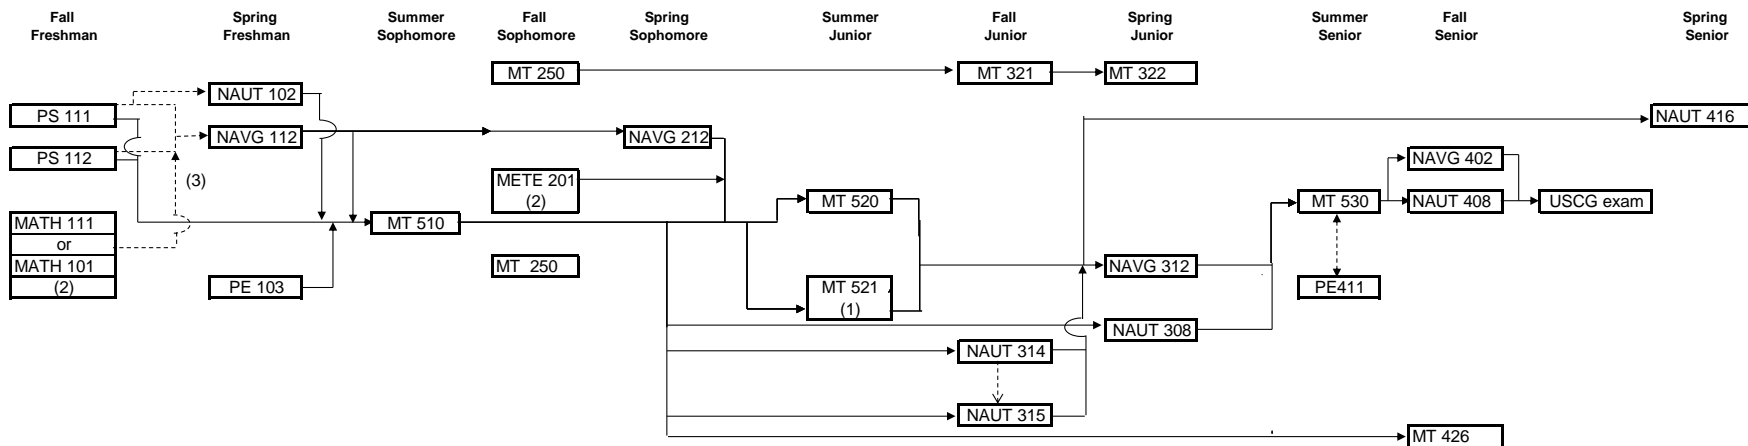 Fall
Freshman
Spring
Freshman
Summer
Sophomore
Fall
Sophomore
Spring
Sophomore
Summer
Junior
Fall
Junior
Spring
Junior
Summer
Senior
Fall
Senior
Spring
Senior
MT 250
MT 321
MT 322
NAUT 102
PS 111
NAUT 416
NAVG 112
NAVG 212
PS 112
NAVG 402
(3)
METE 201
(2)
MT 520
MT 530
NAUT 408
USCG exam
MATH 111
or
MATH 101
(2)
MT 510
MT 250
NAVG 312
PE 103
MT 521
(1)
PE411
NAUT 308
NAUT 314
NAUT 315
MT 426